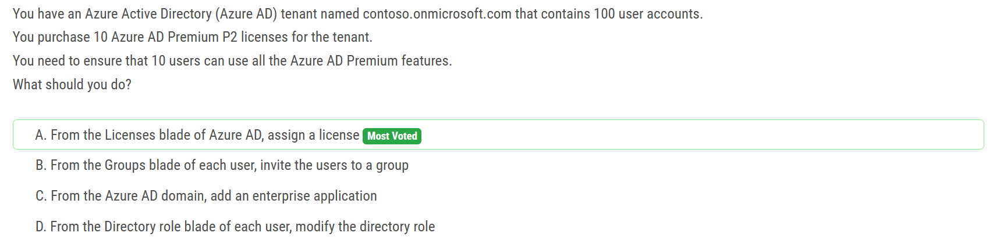 You have an Azure Active Directory (Azure AD) tenant named contoso.onmicrosoft.com that contains 100 user accounts.
You purchase 10 Azure AD Premium P2 licenses for the tenant.
You need to ensure that 10 users can use all the Azure AD Premium features.
What should you do?
A. From the Licenses blade of Azure AD, assign a license Most Voted
B. From the Groups blade of each user, invite the users to a group
C. From the Azure AD domain, add an enterprise application
D. From the Directory role blade of each user, modify the directory role